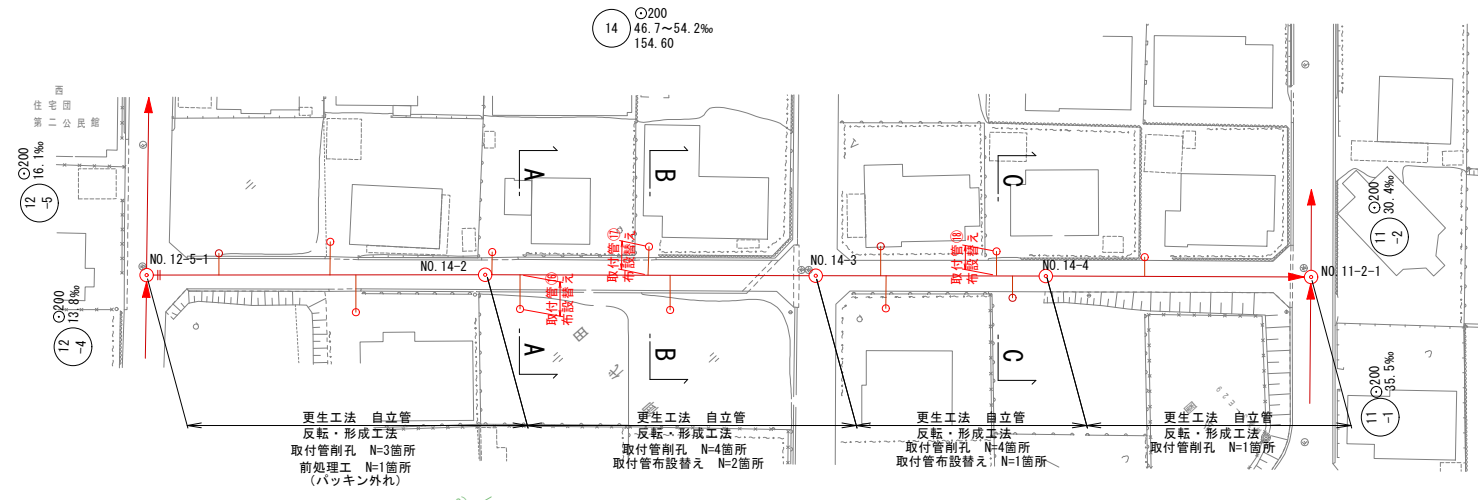 14
200
46.7～54.2‰
154.60
西
住宅団
第二公民館
200
16.1‰
12
-5
200
13.8‰
12
-4
NO.12-5-1
NO.14-2
NO.14-3
NO.14-4
NO.11-2-1
A
B
C
A
B
C
取付管⑯
布設替え
取付管⑰
布設替え
取付管⑱
布設替え
200
30.4‰
11
-2
200
35.5‰
11
-1
田
更生工法 自立管
反転・形成工法
取付管削孔 N=3箇所
前処理工 N=1箇所
(パッキン外れ)
更生工法 自立管
反転・形成工法
取付管削孔 N=4箇所
取付管布設替え N=2箇所
更生工法 自立管
反転・形成工法
取付管削孔 N=4箇所
取付管布設替え N=1箇所
更生工法 自立管
反転・形成工法
取付管削孔 N=1箇所